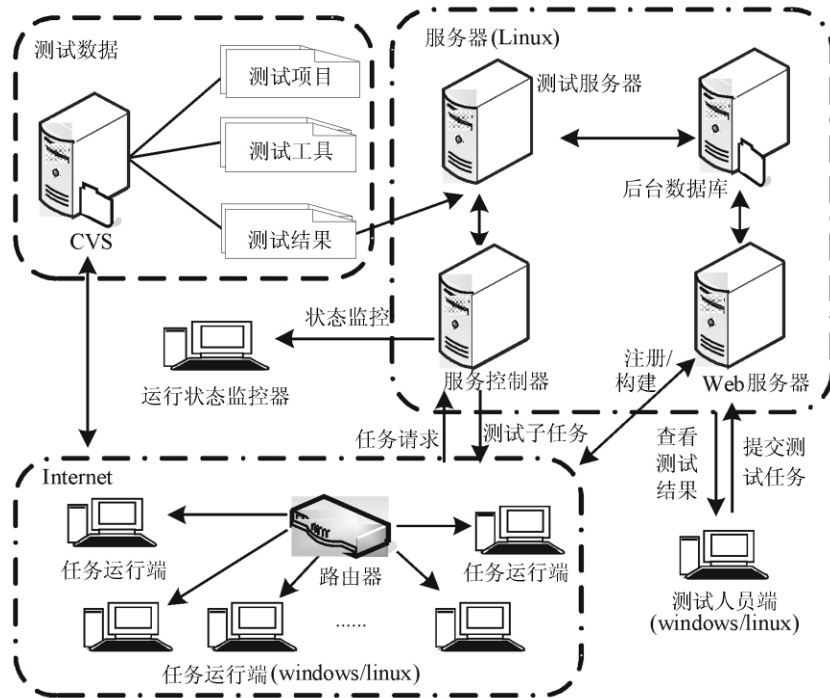 测试数据
测试项目
测试工具
测试结果
CVS
服务器(Linux)
测试服务器
后台数据库
服务控制器
Web服务器
状态监控
运行状态监控器
任务请求
测试子任务
注册/
构建
查看
测试
结果
提交测
试任务
Internet
任务运行端
路由器
任务运行端
......
任务运行端(windows/linux)
测试人员端
(windows/linux)